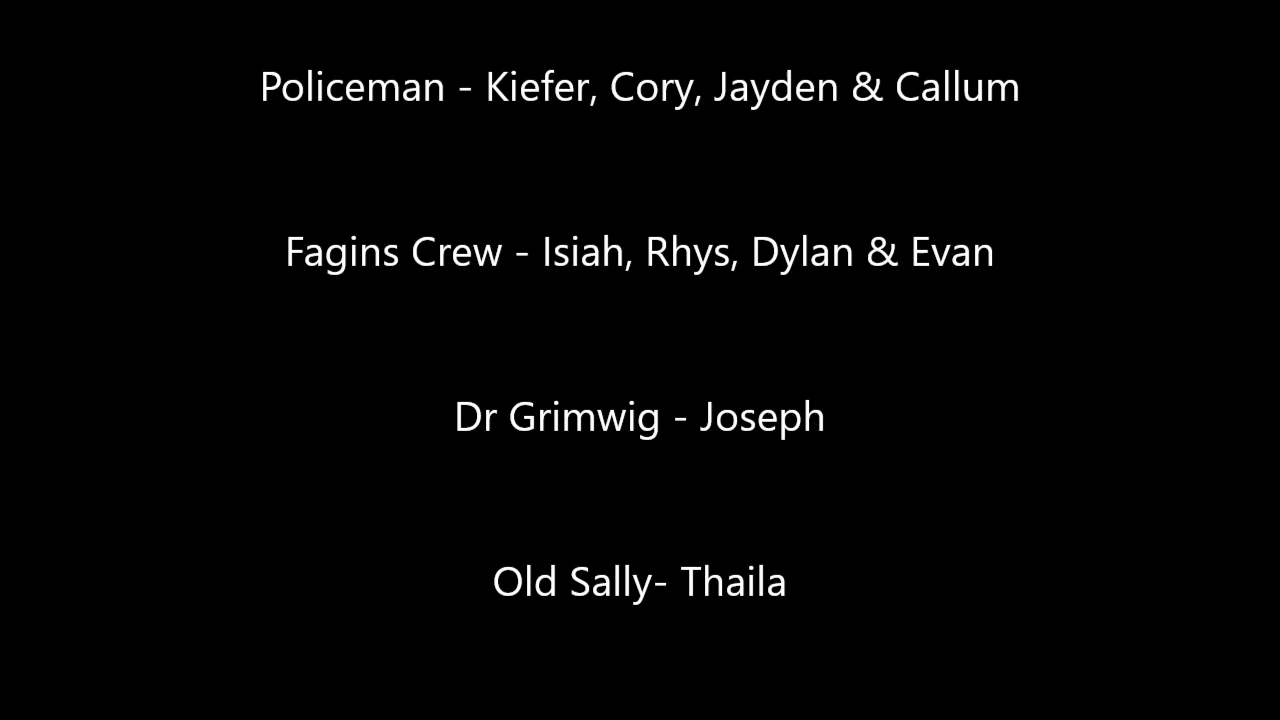 Policeman - Kiefer, Cory, Jayden & Callum
Fagins Crew - Isiah, Rhys, Dylan & Evan
Dr Grimwig - Joseph
Old Sally- Thaila